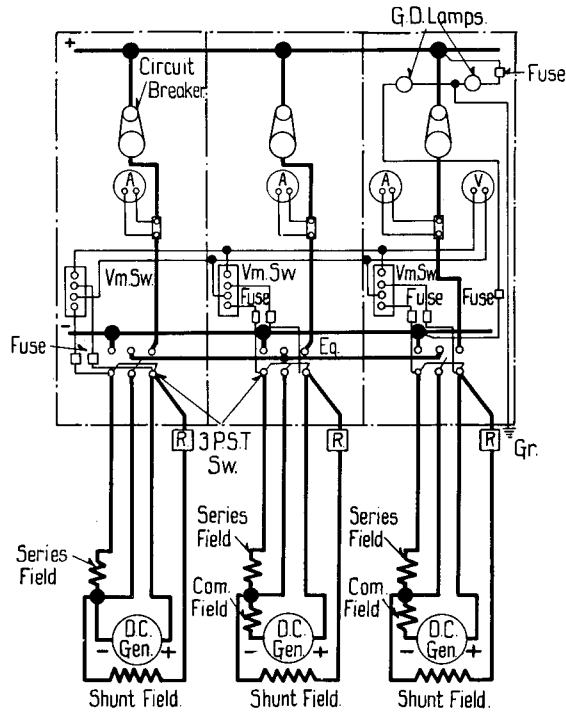 G.D. Lamps.
+
Circuit
Breaker.
Fuse
A
A
A
V
Vm.Sw.
Vm.Sw
Vm.Sw
Fuse
Fuse
Fuse
-
Fuse
Eq.
R
3 P.S.T
Sw.
R
R
Gr.
Series
Field
Series
Field
Series
Field
Com.
Field
Com.
Field
D.C.
Gen.
- +
D.C.
Gen.
- +
D.C.
Gen.
- +
Shunt Field.
Shunt Field.
Shunt Field.